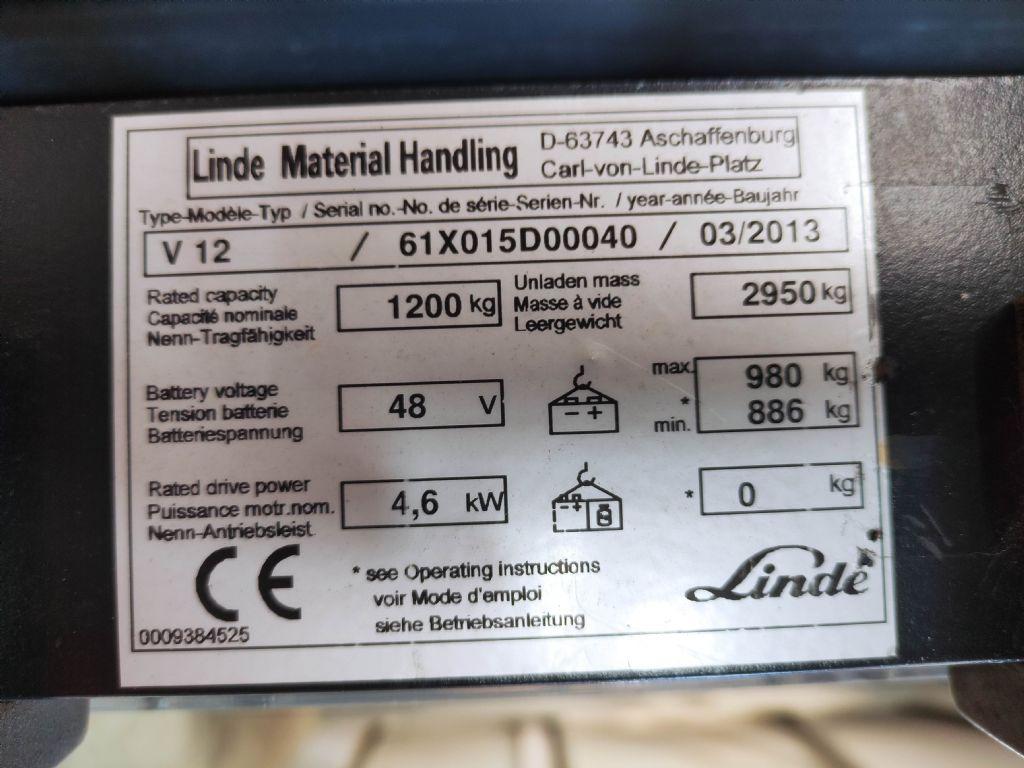 Linde Material Handling
D-63743 Aschaffenburg
Carl-von-Linde-Platz
Type-Modèle-Typ / Serial no.-No. de série-Serien-Nr. / year-année-Baujahr
V 12 / 61X015D00040 / 03/2013
Rated capacity
Capacité nominale
Nenn-Tragfähigkeit
1200 kg
Unladen mass
Masse à vide
Leergewicht
2950 kg
Battery voltage
Tension batterie
Batteriespannung
48 V
- +
max. 980 kg
*
min. 886 kg
Rated drive power
Puissance motr.nom.
Nenn-Antriebsleist.
4,6 kW
- +
* 0 kg
CE
* see Operating instructions
voir Mode d'emploi
siehe Betriebsanleitung
Linde
0009384525